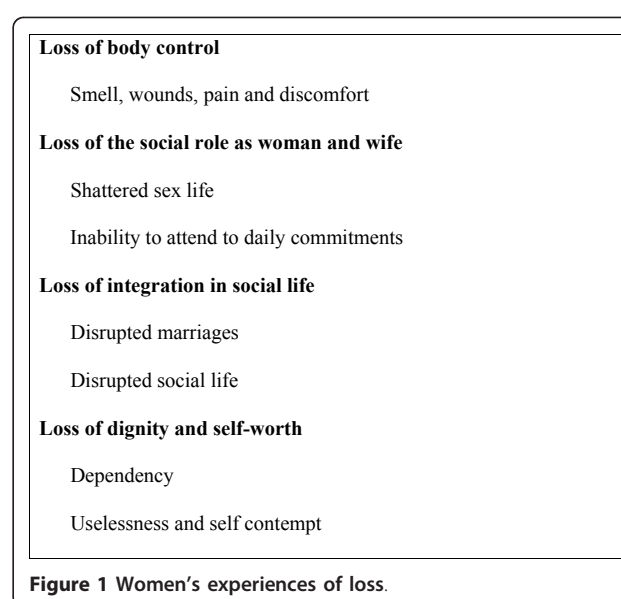 Loss of body control
Smell, wounds, pain and discomfort
Loss of the social role as woman and wife
Shattered sex life
Inability to attend to daily commitments
Loss of integration in social life
Disrupted marriages
Disrupted social life
Loss of dignity and self-worth
Dependency
Uselessness and self contempt
Figure 1 Women's experiences of loss.